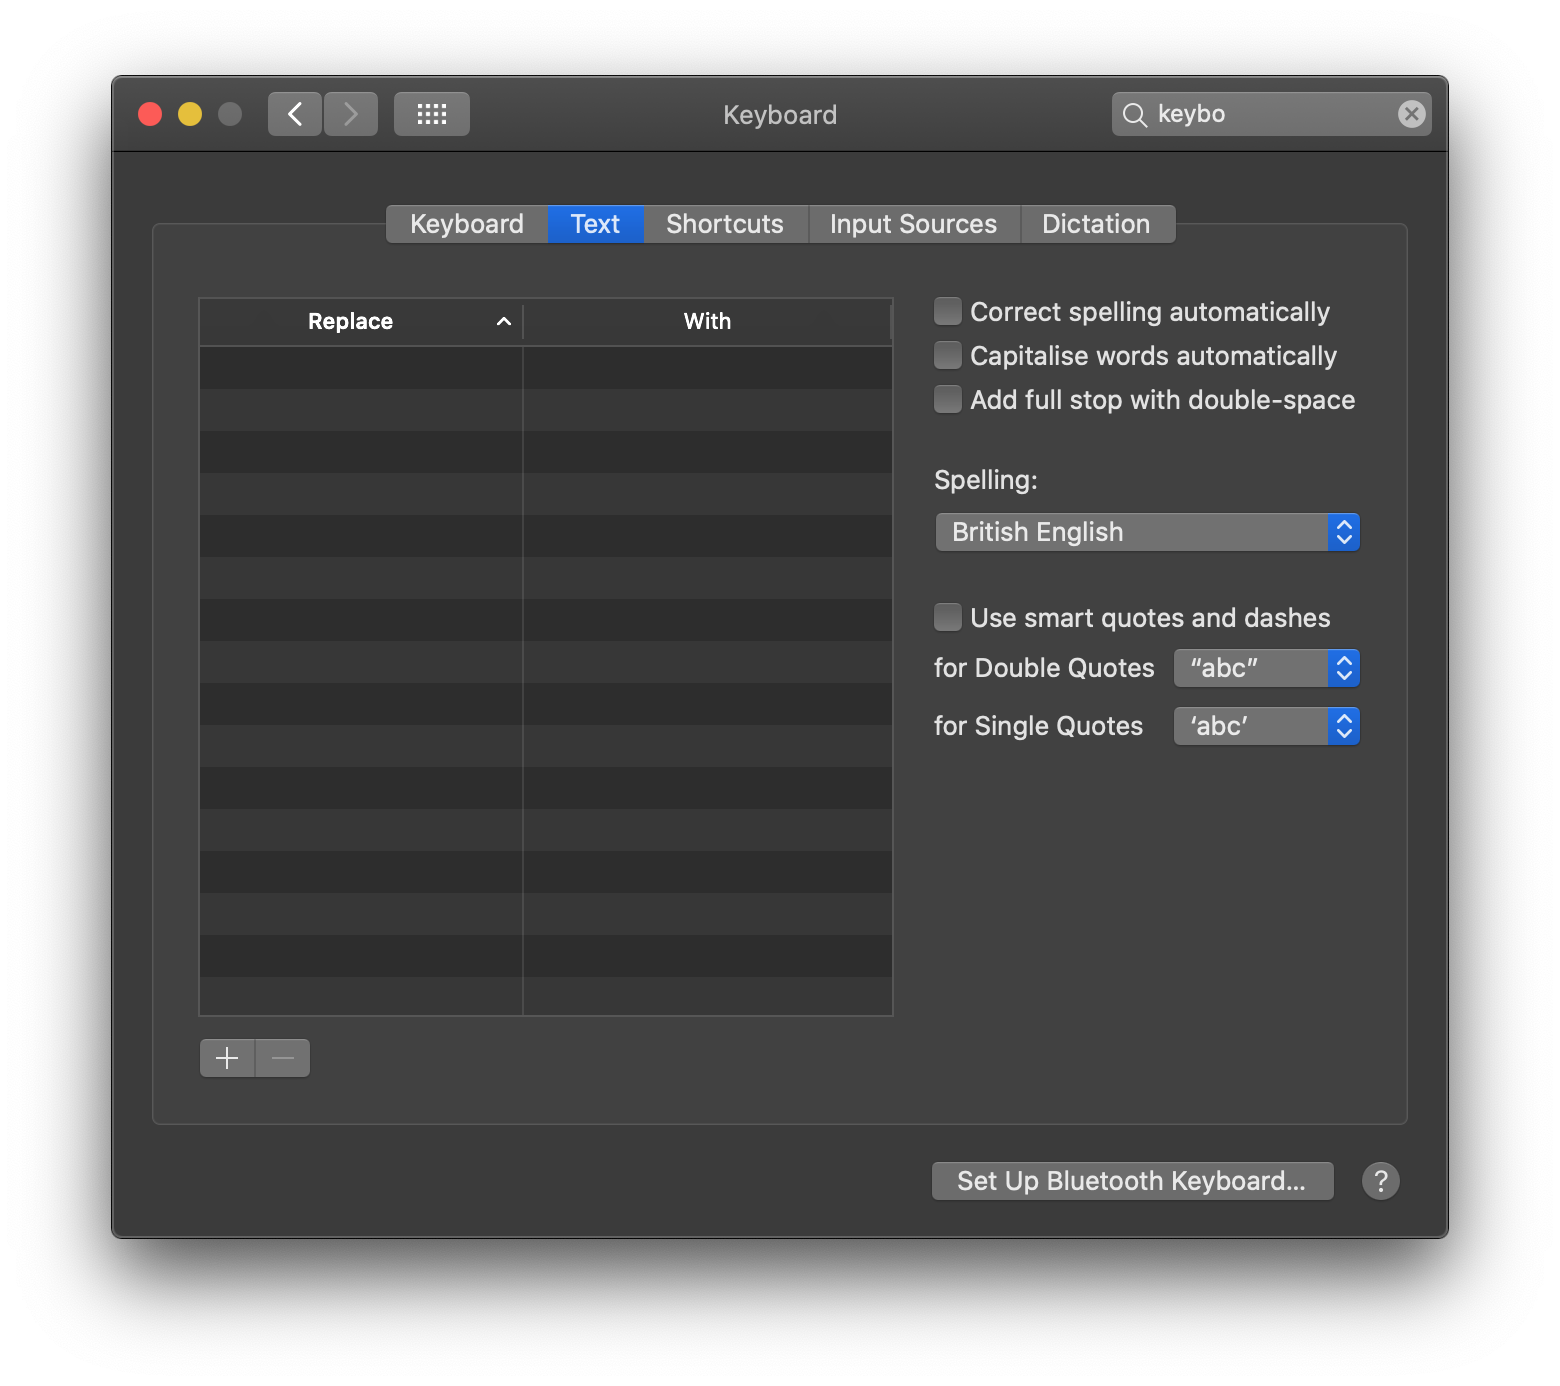 Keyboard
keybo
Keyboard
Text
Shortcuts
Input Sources
Dictation
Replace
With
Correct spelling automatically
Capitalise words automatically
Add full stop with double-space
Spelling:
British English
Use smart quotes and dashes
for Double Quotes “abc”
for Single Quotes ‘abc’
Set Up Bluetooth Keyboard...
?